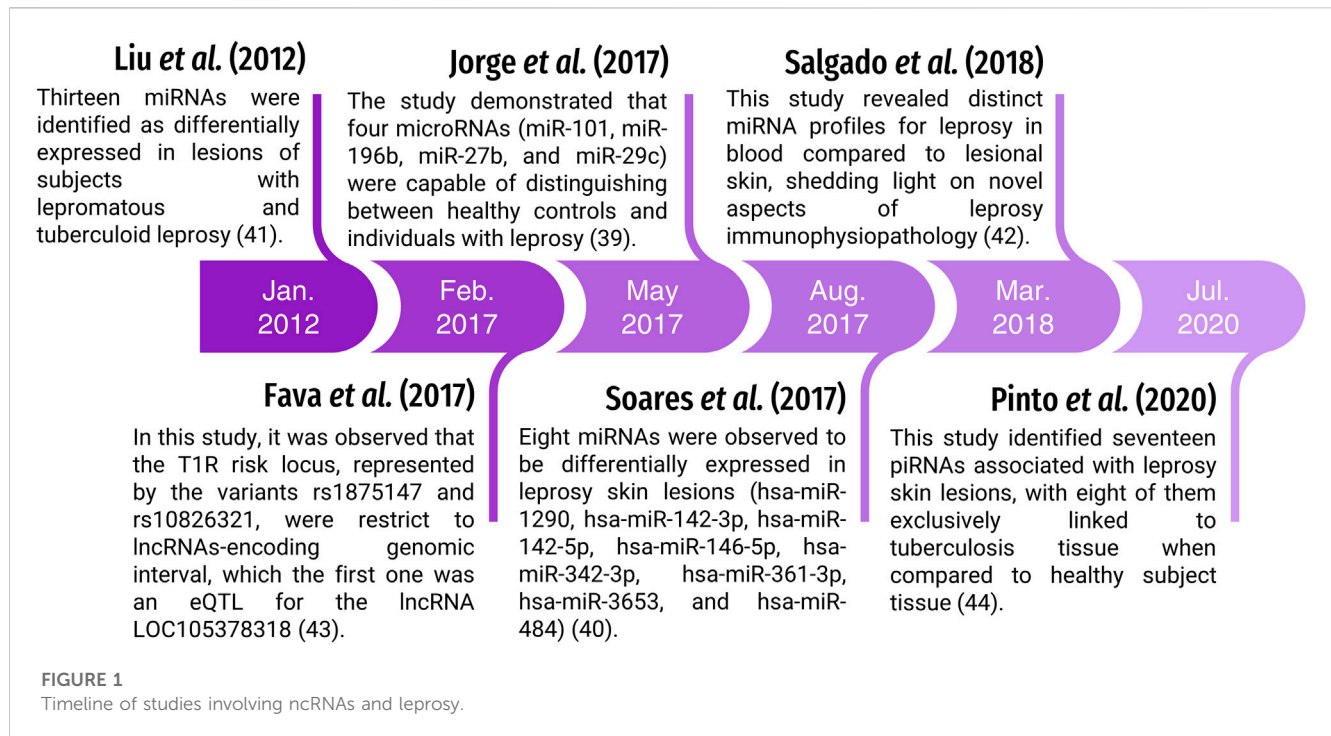 Liu et al. (2012)
Thirteen miRNAs were
identified as differentially
expressed in lesions of
subjects with
lepromatous and
tuberculoid leprosy (41).
Jorge et al. (2017)
The study demonstrated that
four microRNAs (miR-101, miR-
196b, miR-27b, and miR-29c)
were capable of distinguishing
between healthy controls and
individuals with leprosy (39).
Salgado et al. (2018)
This study revealed distinct
miRNA profiles for leprosy in
blood compared to lesional
skin, shedding light on novel
aspects of leprosy
immunophysiopathology (42).
Jan.
2012
Feb.
2017
May
2017
Aug.
2017
Mar.
2018
Jul.
2020
Fava et al. (2017)
In this study, it was observed that
the T1R risk locus, represented
by the variants rs1875147 and
rs10826321, were restrict to
lncRNAs-encoding genomic
interval, which the first one was
an eQTL for the lncRNA
LOC105378318 (43).
Soares et al. (2017)
Eight miRNAs were observed to
be differentially expressed in
leprosy skin lesions (hsa-miR-
1290, hsa-miR-142-3p, hsa-miR-
142-5p, hsa-miR-146-5p, hsa-
miR-342-3p, hsa-miR-361-3p,
hsa-miR-3653, and hsa-miR-
484) (40).
Pinto et al. (2020)
This study identified seventeen
piRNAs associated with leprosy
skin lesions, with eight of them
exclusively linked to
tuberculosis tissue when
compared to healthy subject
tissue (44).
FIGURE 1
Timeline of studies involving ncRNAs and leprosy.